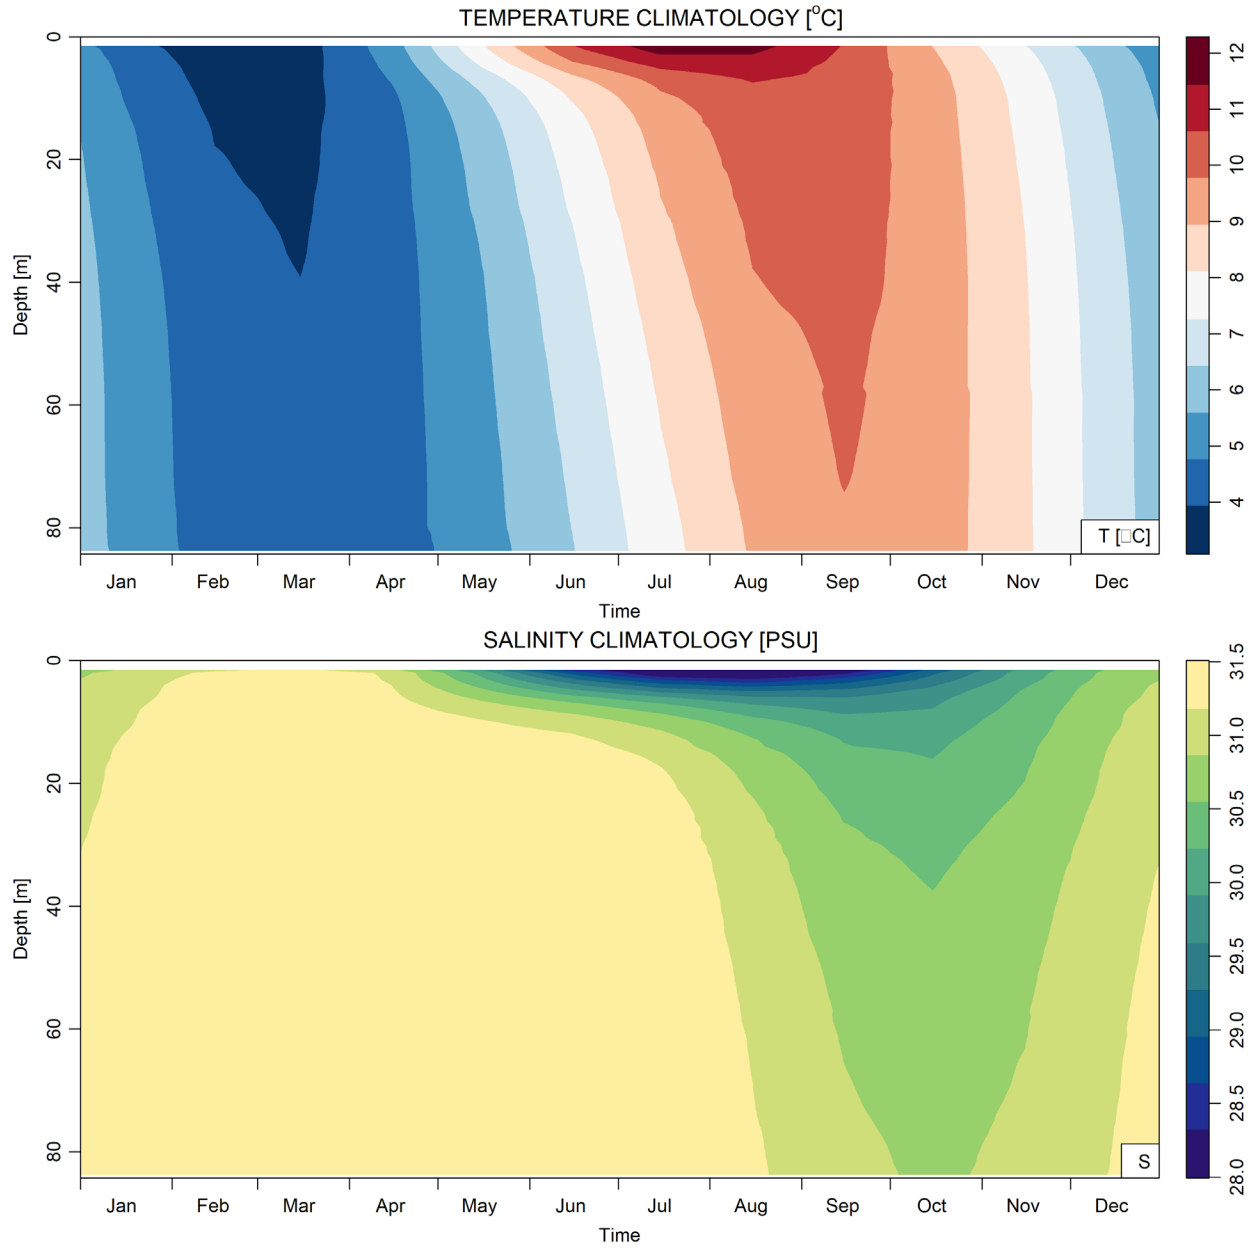 TEMPERATURE CLIMATOLOGY [°C]
0
20
40
60
80
Depth [m]
Jan Feb Mar Apr May Jun Jul Aug Sep Oct Nov Dec
Time
T [□C]
12
11
10
9
8
7
6
5
4
SALINITY CLIMATOLOGY [PSU]
0
20
40
60
80
Depth [m]
Jan Feb Mar Apr May Jun Jul Aug Sep Oct Nov Dec
Time
S
31.5
31.0
30.5
30.0
29.5
29.0
28.5
28.0